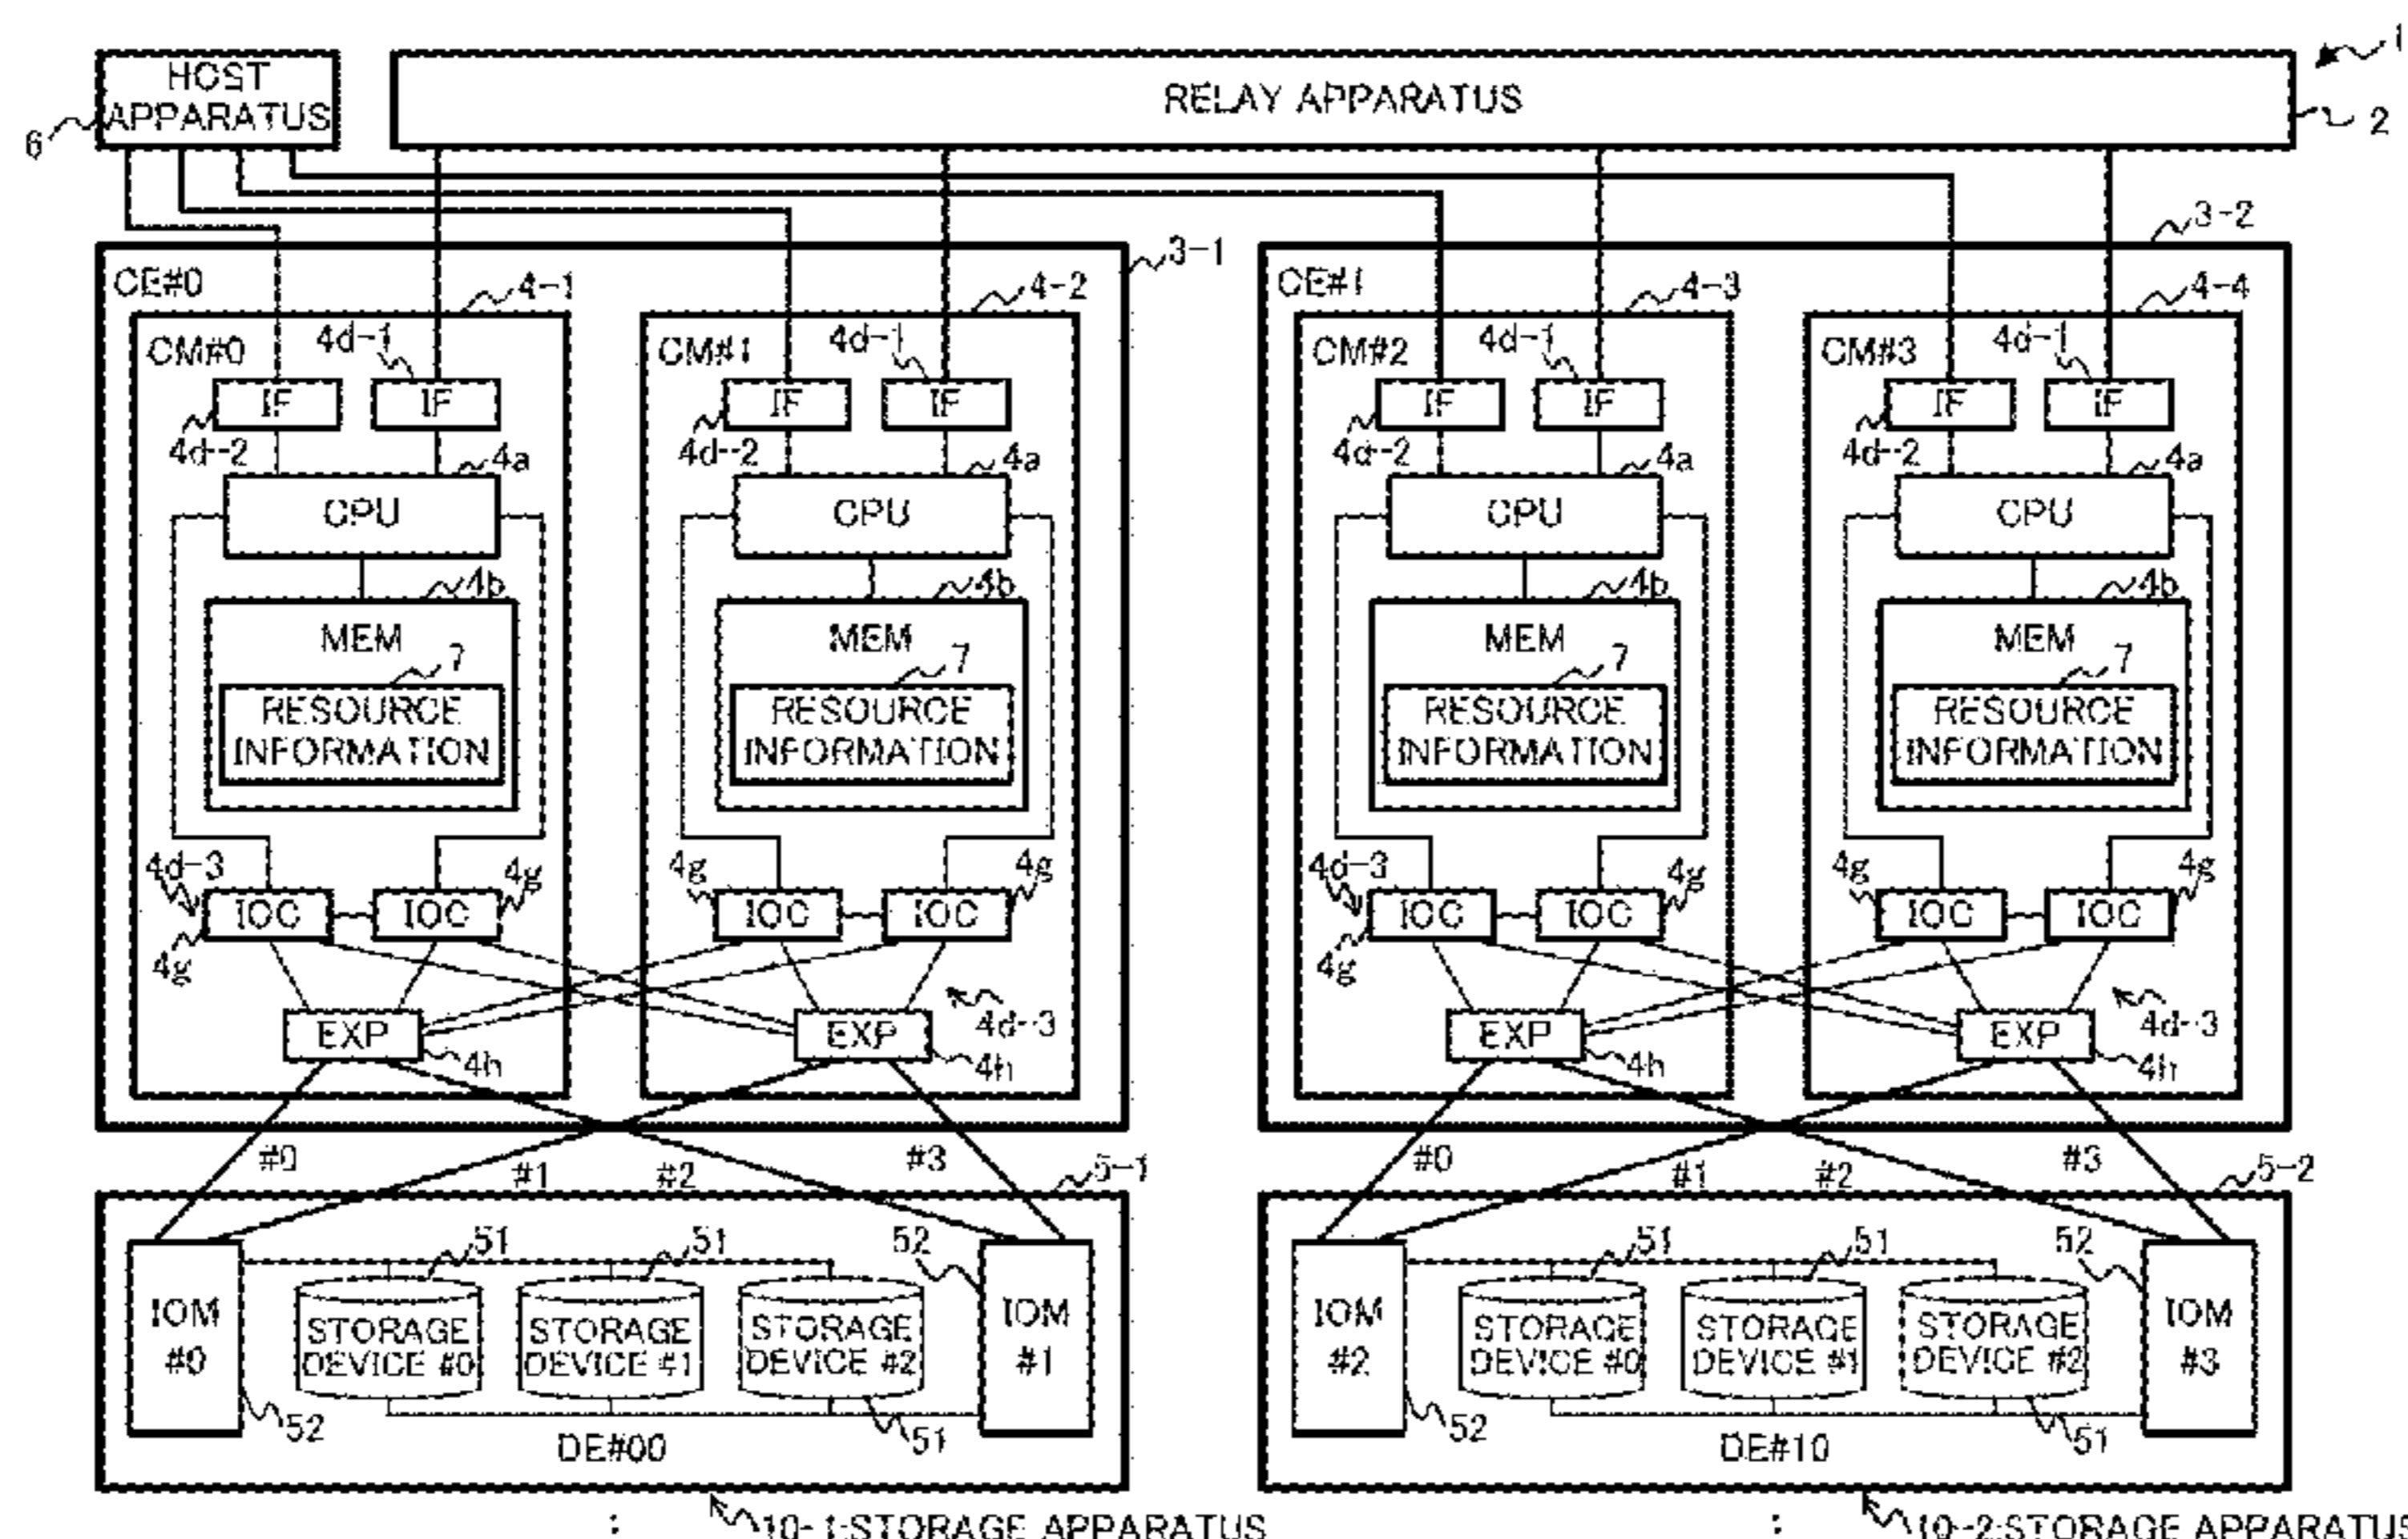 1
HOST
APPARATUS
6
RELAY APPARATUS
2
3-1
3-2
CE#0
4-1
4-2
CE#1
4-3
4-4
CM#0
4d-1
CM#1
4d-1
CM#2
4d-1
CM#3
4d-1
IF IF IF IF IF IF IF IF
4d-2 4a 4d-2 4a 4d-2 4a 4d-2 4a
CPU CPU CPU CPU
4b 4b 4b 4b
MEM MEM MEM MEM
7 7 7 7
RESOURCE RESOURCE RESOURCE RESOURCE
INFORMATION INFORMATION INFORMATION INFORMATION
4d-3 4g 4g 4g 4d-3 4g 4g 4g
IOC IOC IOC IOC IOC IOC IOC IOC
4g 4g
EXP EXP 4d-3 EXP EXP 4d-3
4h 4h 4h 4h
#0 #1 #2 #3 5-1 #0 #1 #2 #3 5-2
51 51 52 51 51 52
IOM STORAGE STORAGE STORAGE IOM IOM STORAGE STORAGE STORAGE IOM
#0 DEVICE #0 DEVICE #1 DEVICE #2 #1 #2 DEVICE #0 DEVICE #1 DEVICE #2 #3
52 51 52 51
DE#00 DE#10
: 10-1:STORAGE APPARATUS : 10-2:STORAGE APPARATUS